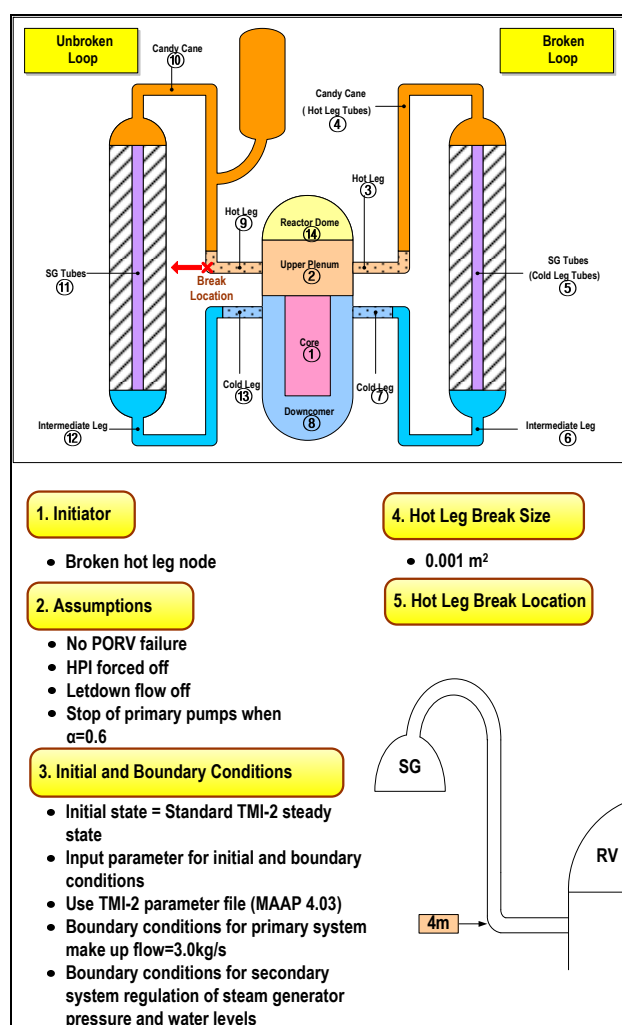 Unbroken
Loop
Broken
Loop
Candy Cane
⑩
Candy Cane
( Hot Leg Tubes)
④
Hot Leg
③
Hot Leg
⑨
Reactor Dome
⑭
Upper Plenum
②
SG Tubes
⑪
Break
Location
SG Tubes
(Cold Leg Tubes)
⑤
Core
①
Cold Leg
⑬
Cold Leg
⑦
Downcomer
⑧
Intermediate Leg
⑫
Intermediate Leg
⑥
1. Initiator
• Broken hot leg node
2. Assumptions
• No PORV failure
• HPI forced off
• Letdown flow off
• Stop of primary pumps when
α=0.6
3. Initial and Boundary Conditions
• Initial state = Standard TMI-2 steady
state
• Input parameter for initial and boundary
conditions
• Use TMI-2 parameter file (MAAP 4.03)
• Boundary conditions for primary system
make up flow=3.0kg/s
• Boundary conditions for secondary
system regulation of steam generator
pressure and water levels
4. Hot Leg Break Size
• 0.001 m²
5. Hot Leg Break Location
SG
RV
4m